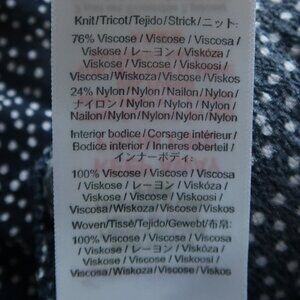 Knit/Tricot/Tejido/Strick/ニット:
76% Viscose / Viscose / Viscosa /
Viskose / レーヨン / Viskóza /
Viskose / Viskose / Viskoosi /
Viscosa/Wiskoza/Viscose/Viskos
24% Nylon/Nylon/Nailon/Nylon/
ナイロン / Nylon / Nylon / Nylon/
Nailon/Nylon/Nylon/Nylon/Nylon
Interior bodice / Corsage intérieur/
Bodice interior / Inneres oberteil /
インナーボディ:
100% Viscose / Viscose / Viscosa
/ Viskose / レーヨン / Viskóza /
Viskose / Viskose / Viskoosi /
Viscosa/Wiskoza/Viscose/Viskos
Woven/Tissé/Tejido/Gewebt/布帛:
100% Viscose / Viscose / Viscosa
/ Viskose / レーヨン / Viskóza /
Viskose / Viskose / Viskoosi /
Viscosa/Wiskoza/Viscose/Viskos